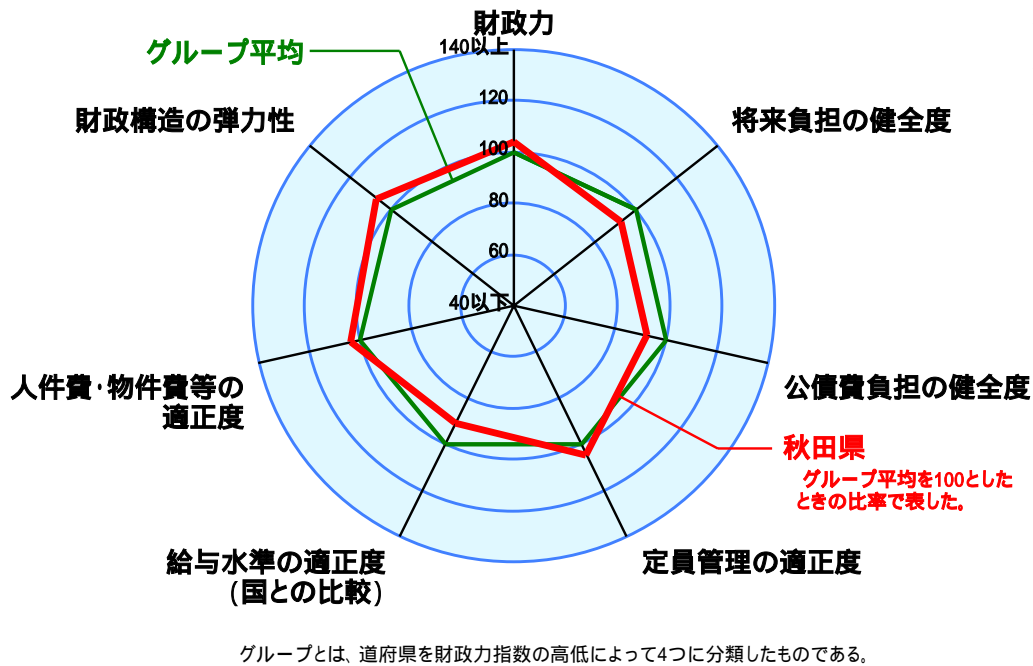 財政力
140以上
グループ平均
120
財政構造の弾力性
将来負担の健全度
100
80
60
40以下
人件費・物件費等の
適正度
公債費負担の健全度
秋田県
グループ平均を100とした
ときの比率で表した。
給与水準の適正度
(国との比較)
定員管理の適正度
グループとは、道府県を財政力指数の高低によって4つに分類したものである。